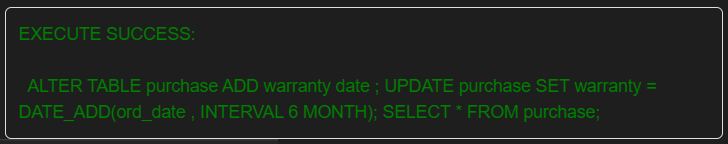 EXECUTE SUCCESS:
ALTER TABLE purchase ADD warranty date ; UPDATE purchase SET warranty =
DATE_ADD(ord_date , INTERVAL 6 MONTH); SELECT * FROM purchase;